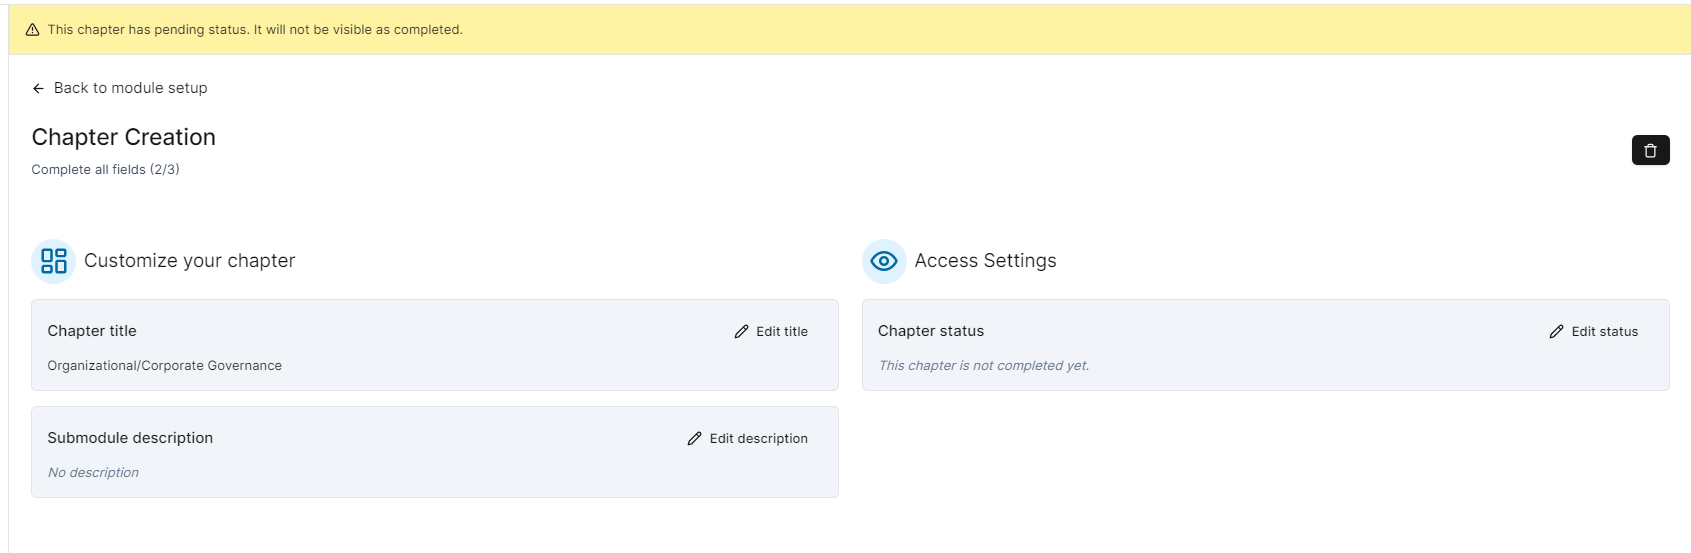 This chapter has pending status. It will not be visible as completed.
Back to module setup
Chapter Creation
Complete all fields (2/3)
Customize your chapter
Access Settings
Chapter title
Edit title
Organizational/Corporate Governance
Chapter status
Edit status
This chapter is not completed yet.
Submodule description
Edit description
No description